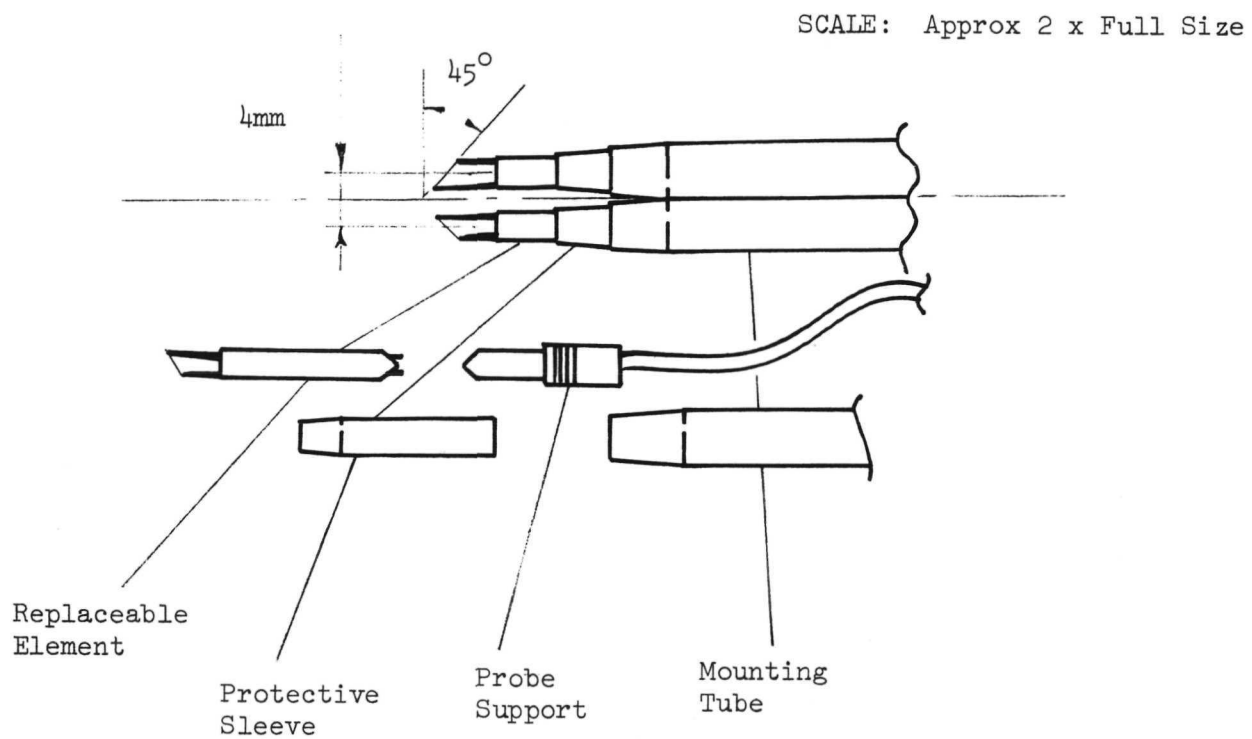 SCALE: Approx 2 x Full Size
45°
4mm
Replaceable
Element
Protective
Sleeve
Probe
Support
Mounting
Tube